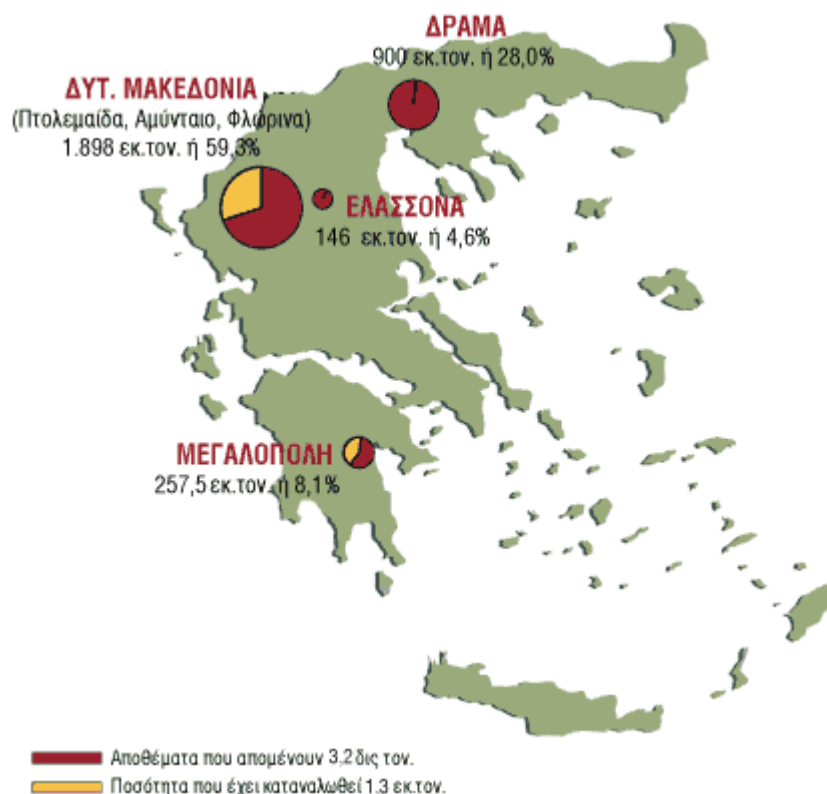 ΔΡΑΜΑ
900 εκ.τον. ή 28,0%
ΔΥΤ. ΜΑΚΕΔΟΝΙΑ
(Πτολεμαίδα, Αμύνταιο, Φλώρινα)
1.898 εκ.τον. ή 59,3%
ΕΛΑΣΣΟΝΑ
146 εκ.τον. ή 4,6%
ΜΕΓΑΛΟΠΟΛΗ
257,5 εκ.τον. ή 8,1%
Αποθέματα που απομένουν 3,2 δις τον.
Ποσότητα που έχει καταναλωθεί 1.3 εκ.τον.